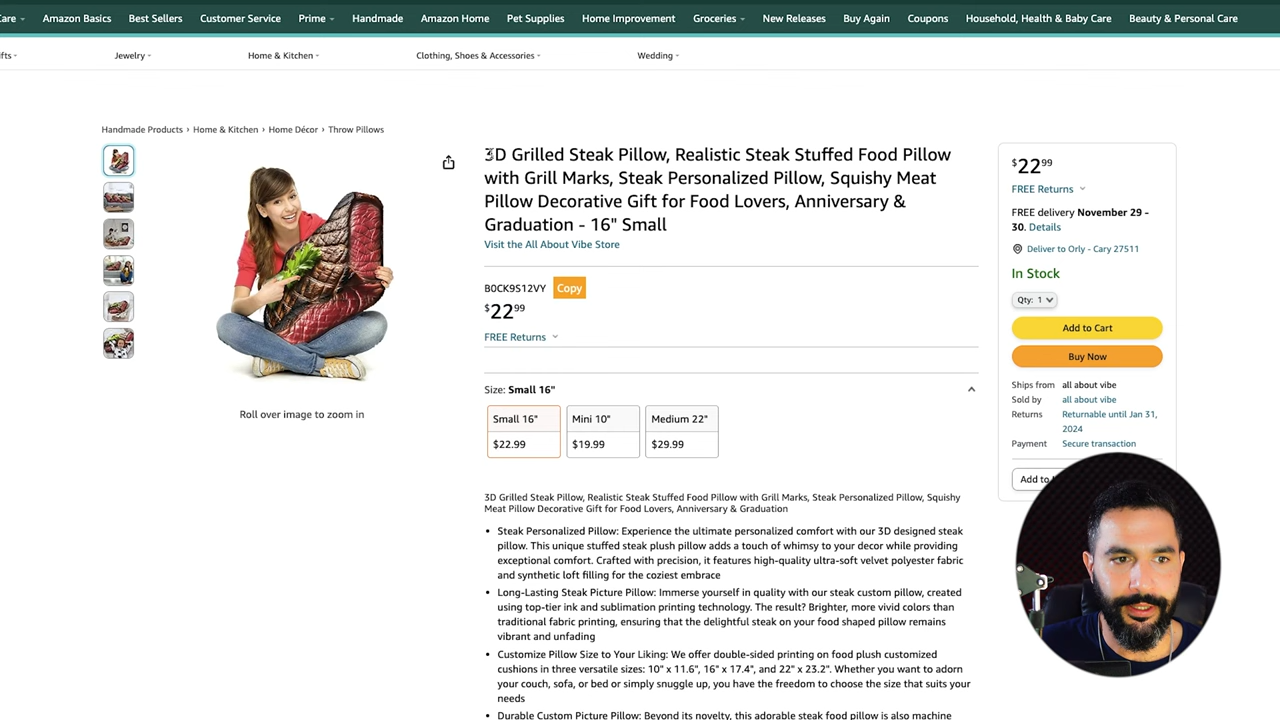 are Amazon Basics Best Sellers Customer Service Prime Handmade Amazon Home Pet Supplies Home Improvement Groceries New Releases Buy Again Coupons Household, Health & Baby Care Beauty & Personal Care
ifts Jewelry Home & Kitchen Clothing, Shoes & Accessories Wedding
Handmade Products › Home & Kitchen › Home Décor › Throw Pillows
3D Grilled Steak Pillow, Realistic Steak Stuffed Food Pillow
with Grill Marks, Steak Personalized Pillow, Squishy Meat
Pillow Decorative Gift for Food Lovers, Anniversary &
Graduation - 16" Small
Visit the All About Vibe Store
B0CK9S12VY Copy
$22 99
FREE Returns
Size: Small 16"
Small 16" Mini 10" Medium 22"
$22.99 $19.99 $29.99
Roll over image to zoom in
3D Grilled Steak Pillow, Realistic Steak Stuffed Food Pillow with Grill Marks, Steak Personalized Pillow, Squishy
Meat Pillow Decorative Gift for Food Lovers, Anniversary & Graduation
• Steak Personalized Pillow: Experience the ultimate personalized comfort with our 3D designed steak
pillow. This unique stuffed steak plush pillow adds a touch of whimsy to your decor while providing
exceptional comfort. Crafted with precision, it features high-quality ultra-soft velvet polyester fabric
and synthetic loft filling for the coziest embrace
• Long-Lasting Steak Picture Pillow: Immerse yourself in quality with our steak custom pillow, created
using top-tier ink and sublimation printing technology. The result? Brighter, more vivid colors than
traditional fabric printing, ensuring that the delightful steak on your food shaped pillow remains
vibrant and unfading
• Customize Pillow Size to Your Liking: We offer double-sided printing on food plush customized
cushions in three versatile sizes: 10" x 11.6", 16" x 17.4", and 22" x 23.2". Whether you want to adorn
your couch, sofa, or bed or simply snuggle up, you have the freedom to choose the size that suits your
needs
• Durable Custom Picture Pillow: Beyond its novelty, this adorable steak food pillow is also machine
$22 99
FREE Returns
FREE delivery November 29 -
30. Details
Deliver to Orly - Cary 27511
In Stock
Qty: 1
Add to Cart
Buy Now
Ships from all about vibe
Sold by all about vibe
Returns Returnable until Jan 31,
2024
Payment Secure transaction
Add to